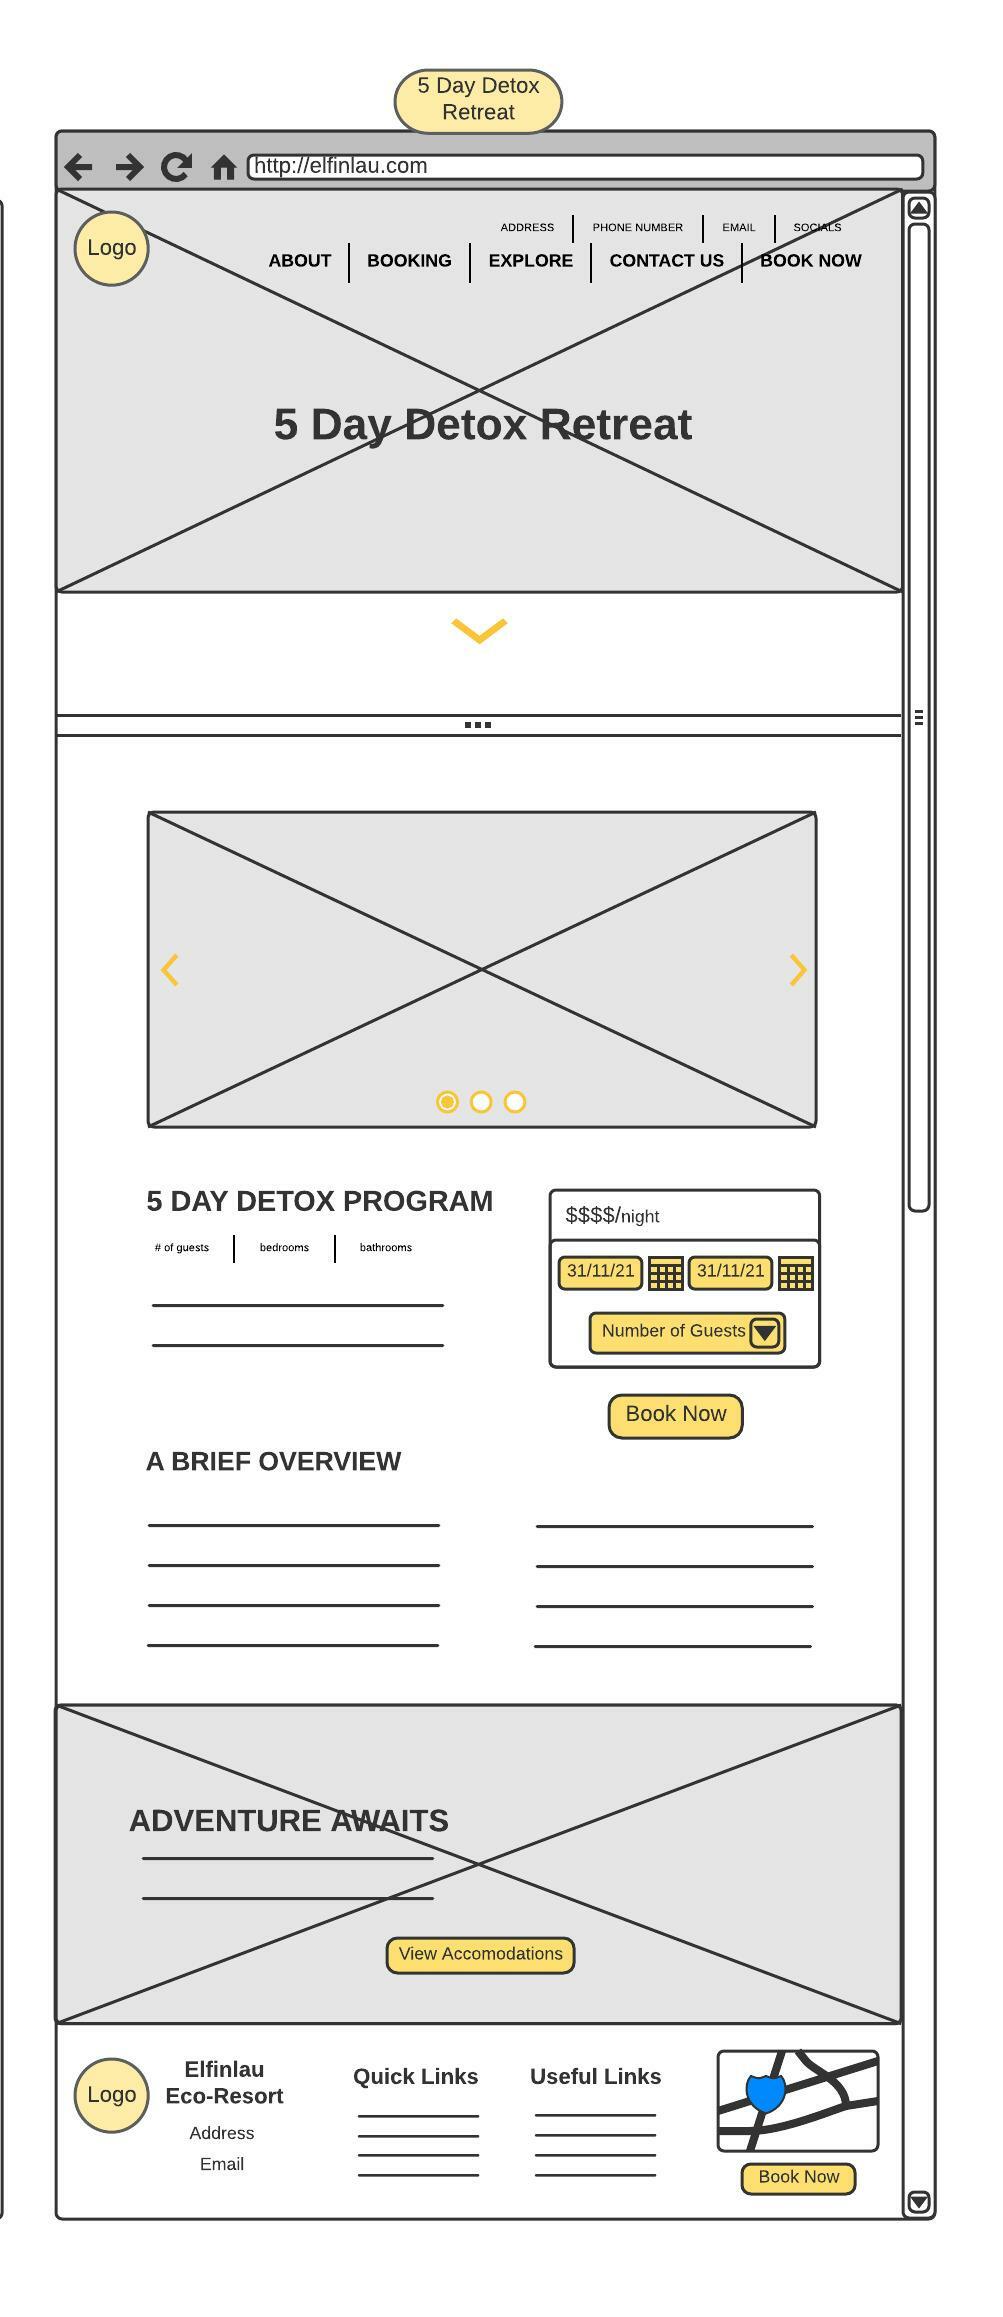 5 Day Detox
Retreat
http://elfinlau.com
Logo
ADDRESS PHONE NUMBER EMAIL SOCIALS
ABOUT BOOKING EXPLORE CONTACT US BOOK NOW
5 Day Detox Retreat
5 DAY DETOX PROGRAM
# of guests bedrooms bathrooms
$$$$/night
31/11/21 31/11/21
Number of Guests
Book Now
A BRIEF OVERVIEW
ADVENTURE AWAITS
View Accomodations
Logo
Elfinlau
Eco-Resort
Address
Email
Quick Links
Useful Links
Book Now